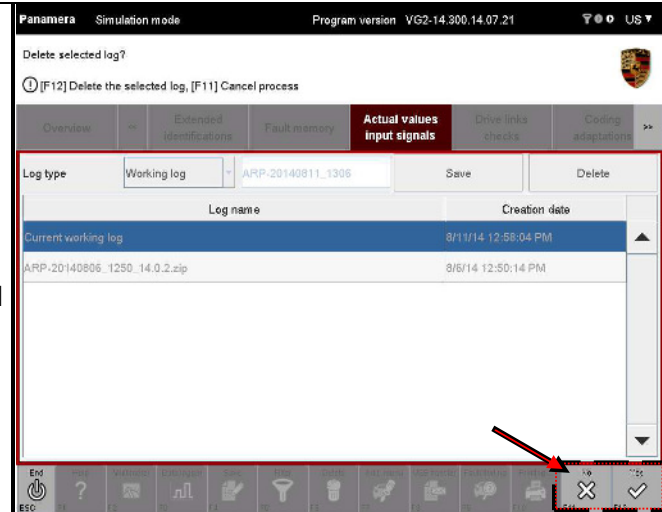 Panamera Simulation mode Program version VG2-14.300.14.07.21 US
Delete selected log?
[F12] Delete the selected log, [F11] Cancel process
Overview << Extended identifications Fault memory Actual values input signals Drive links checks Coding adaptations >>
Log type Working log ARP-20140811_1306 Save Delete
Log name Creation date
Current working log 8/11/14 12:58:04 PM
ARP-20140806_1250_14.0.2.zip 8/6/14 12:50:14 PM
End Help No Yes
ESC